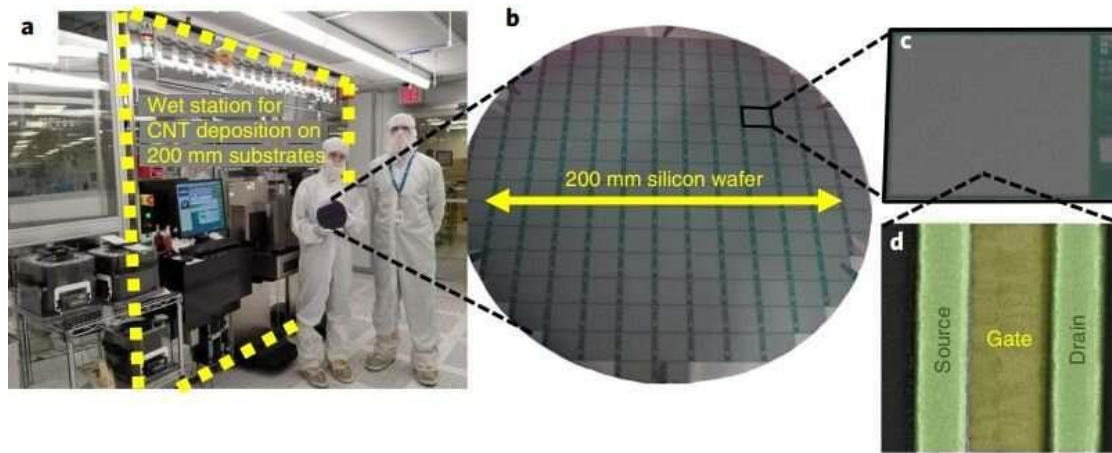 a
Wet station for
CNT deposition on
200 mm substrates
b
200 mm silicon wafer
c
d
Source
Gate
Drain